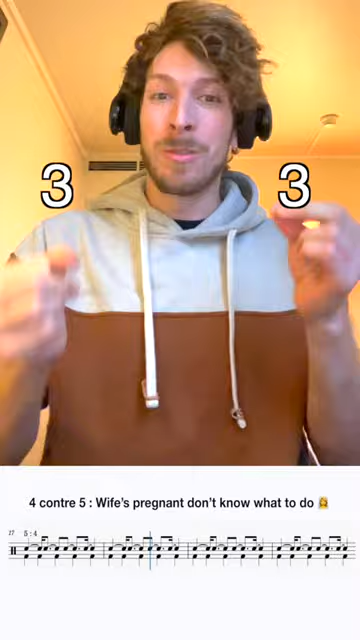 3 3
4 contre 5 : Wife's pregnant don't know what to do 🤷‍♀️
27 5 : 4